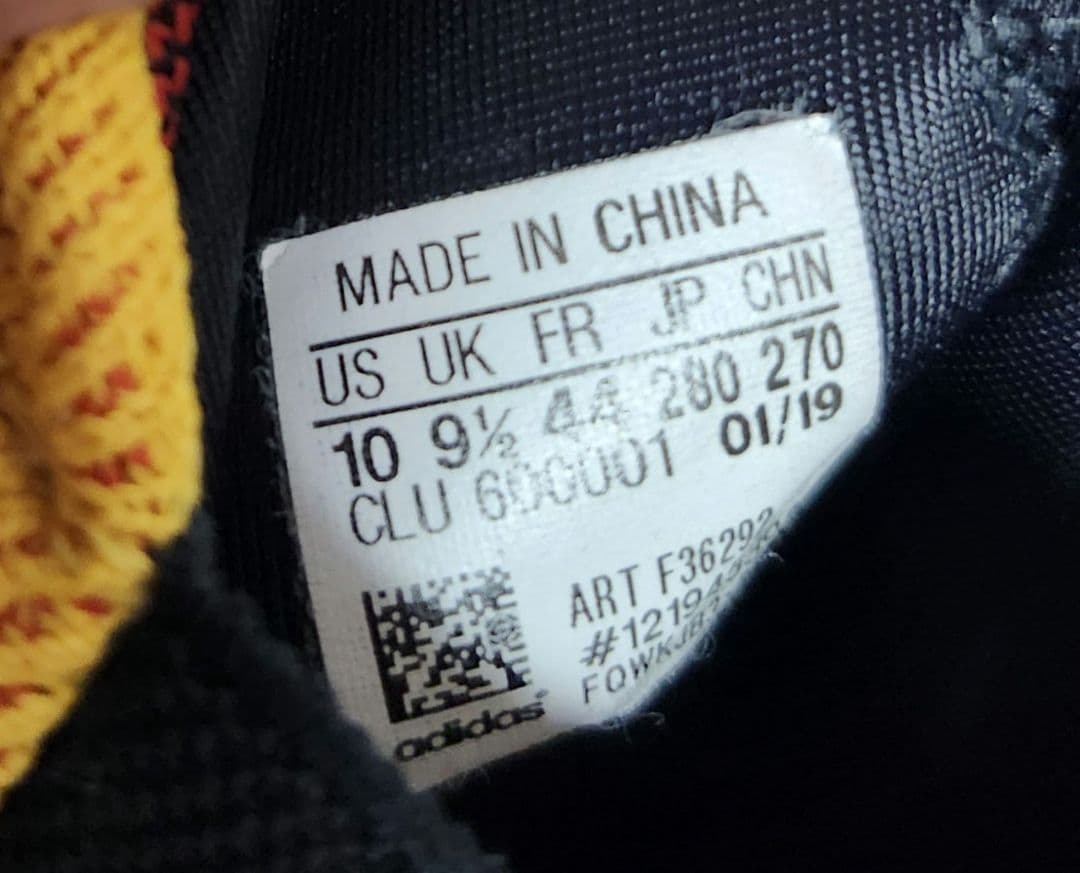 MADE IN CHINA
US UK FR JP CHN
10 9½ 44 280 270
CLU 600001 01/19
ART F36292
adidas